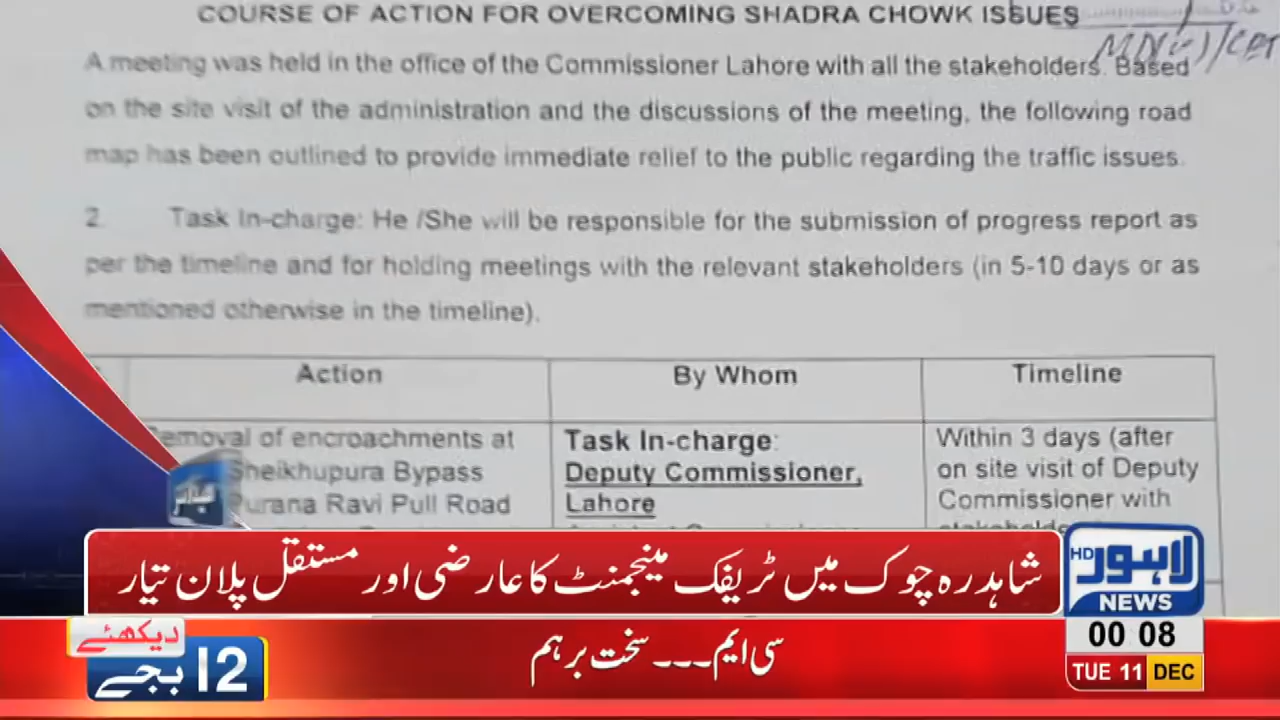 COURSE OF ACTION FOR OVERCOMING SHADRA CHOWK ISSUES
A meeting was held in the office of the Commissioner Lahore with all the stakeholders. Based
on the site visit of the administration and the discussions of the meeting, the following road
map has been outlined to provide immediate relief to the public regarding the traffic issues.
2. Task In-charge: He /She will be responsible for the submission of progress report as
per the timeline and for holding meetings with the relevant stakeholders (in 5-10 days or as
mentioned otherwise in the timeline).
Action By Whom Timeline
Removal of encroachments at
Sheikhupura Bypass
Purana Ravi Pull Road
Task In-charge:
Deputy Commissioner,
Lahore
Within 3 days (after
on site visit of Deputy
Commissioner with
شاہدرہ چوک میں ٹریفک مینجمنٹ کا عارضی اور مستقل پلان تیار
HD لاہور
NEWS
00 08
TUE 11 DEC
دیکھئے
12 بجے
سی ایم۔۔۔ سخت برہم